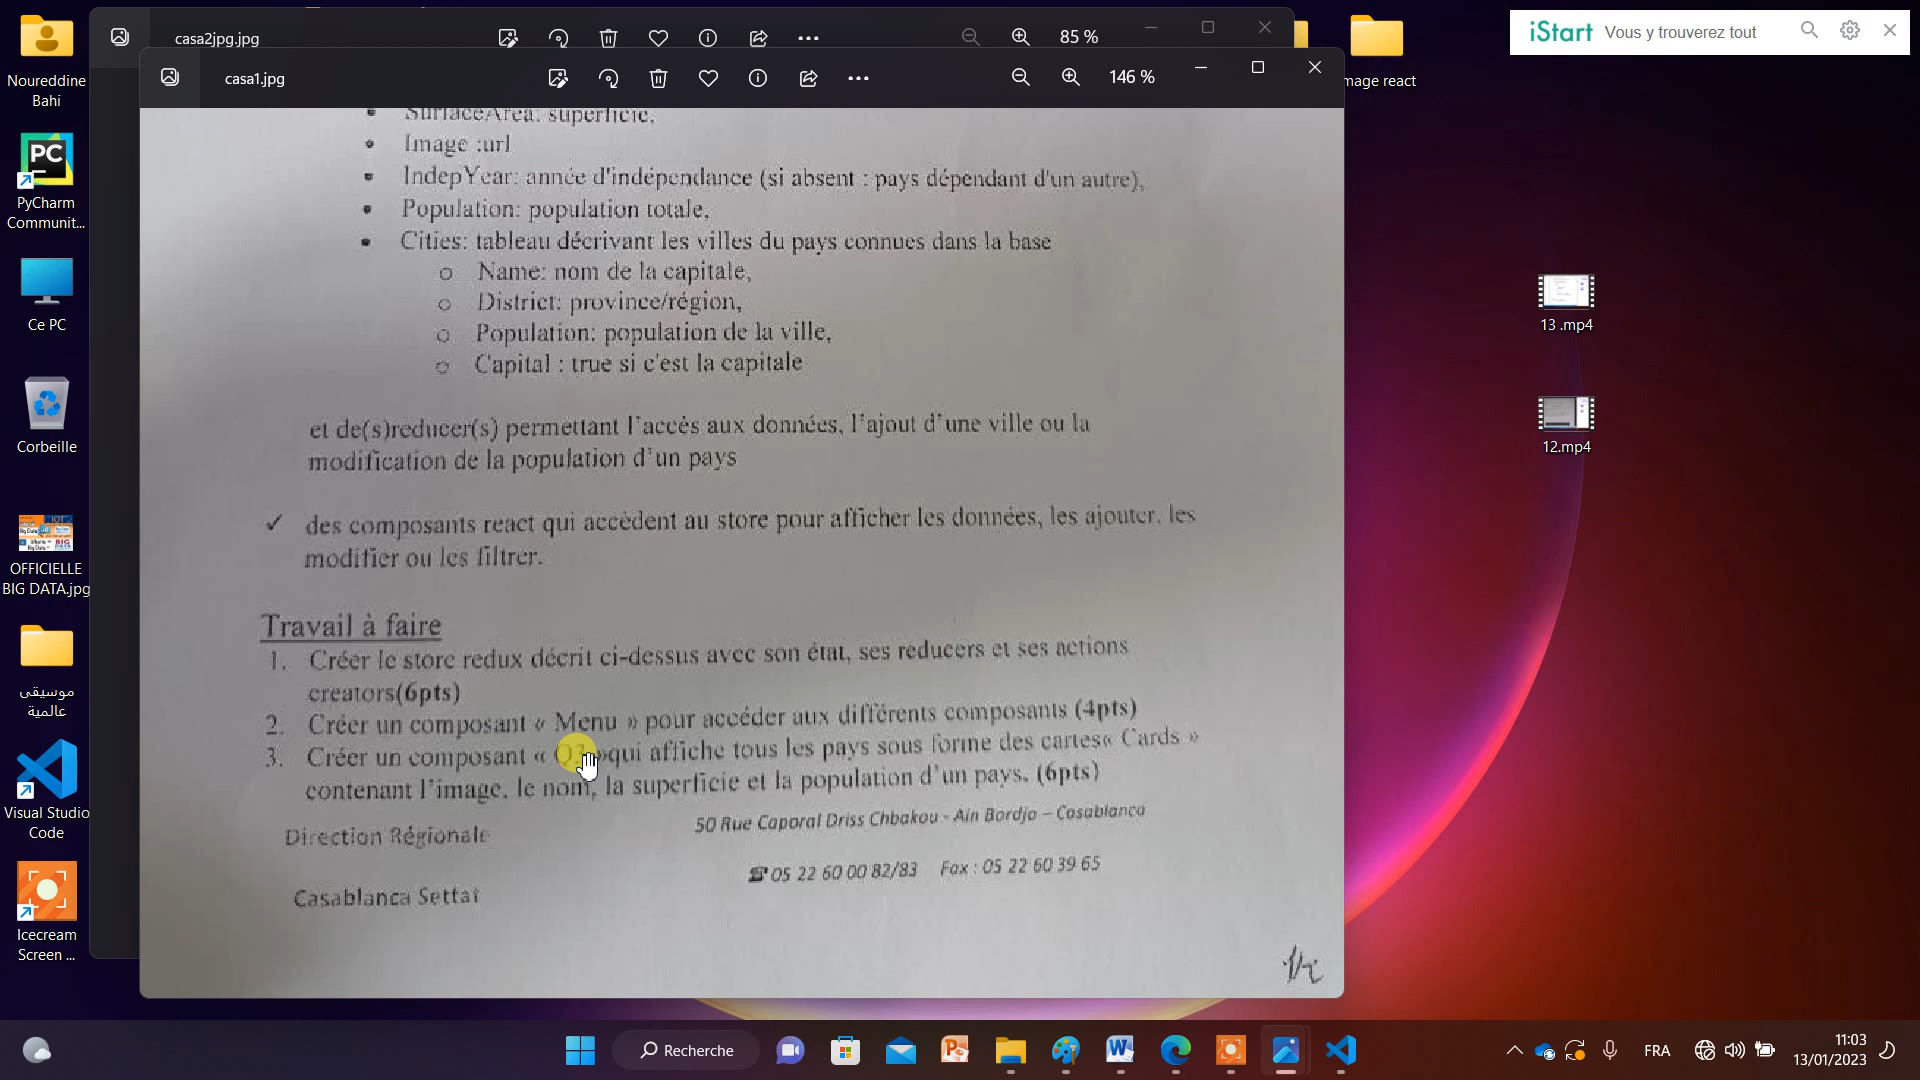 casa2jpg.jpg
85 %
casa1.jpg
146 %
iStart Vous y trouverez tout
Noureddine
Bahi
PyCharm
Communit...
Ce PC
Corbeille
OFFICIELLE
BIG DATA.jpg
موسيقى
عالمية
Visual Studio
Code
Icecream
Screen ...
mage react
13 .mp4
12.mp4
• SurfaceArea: superficie,
• Image :url
• IndepYear: année d'indépendance (si absent : pays dépendant d'un autre),
• Population: population totale,
• Cities: tableau décrivant les villes du pays connues dans la base
o Name: nom de la capitale,
o District: province/région,
o Population: population de la ville,
o Capital : true si c'est la capitale
et de(s)reducer(s) permettant l'accès aux données, l'ajout d'une ville ou la
modification de la population d'un pays
✓ des composants react qui accèdent au store pour afficher les données, les ajouter, les
modifier ou les filtrer.
Travail à faire
1. Créer le store redux décrit ci-dessus avec son état, ses reducers et ses actions
creators(6pts)
2. Créer un composant « Menu » pour accéder aux différents composants (4pts)
3. Créer un composant « Q3 »qui affiche tous les pays sous forme des cartes« Cards »
contenant l'image, le nom, la superficie et la population d'un pays. (6pts)
Direction Régionale
50 Rue Caporal Driss Chbakou - Ain Bordja – Casablanca
☎ 05 22 60 00 82/83 Fax : 05 22 60 39 65
Casablanca Settat
Recherche
FRA
11:03
13/01/2023